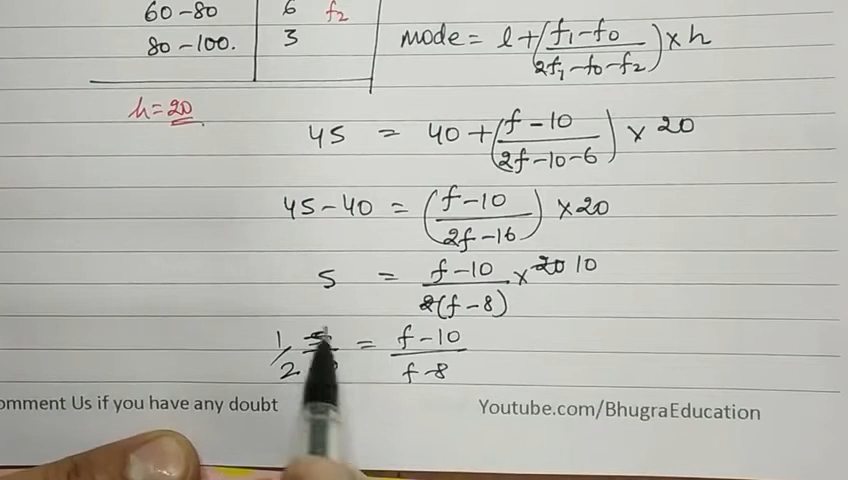 60-80 6 f₂
80-100. 3
mode = l+(f₁-f₀/2f₁-f₀-f₂)×h
h=20
45 = 40+(f-10/2f-10-6)×20
45-40 = (f-10/2f-16)×20
5 = f-10/2(f-8) ×20 10
1/2 5 = f-10/f-8
omment Us if you have any doubt Youtube.com/BhugraEducation